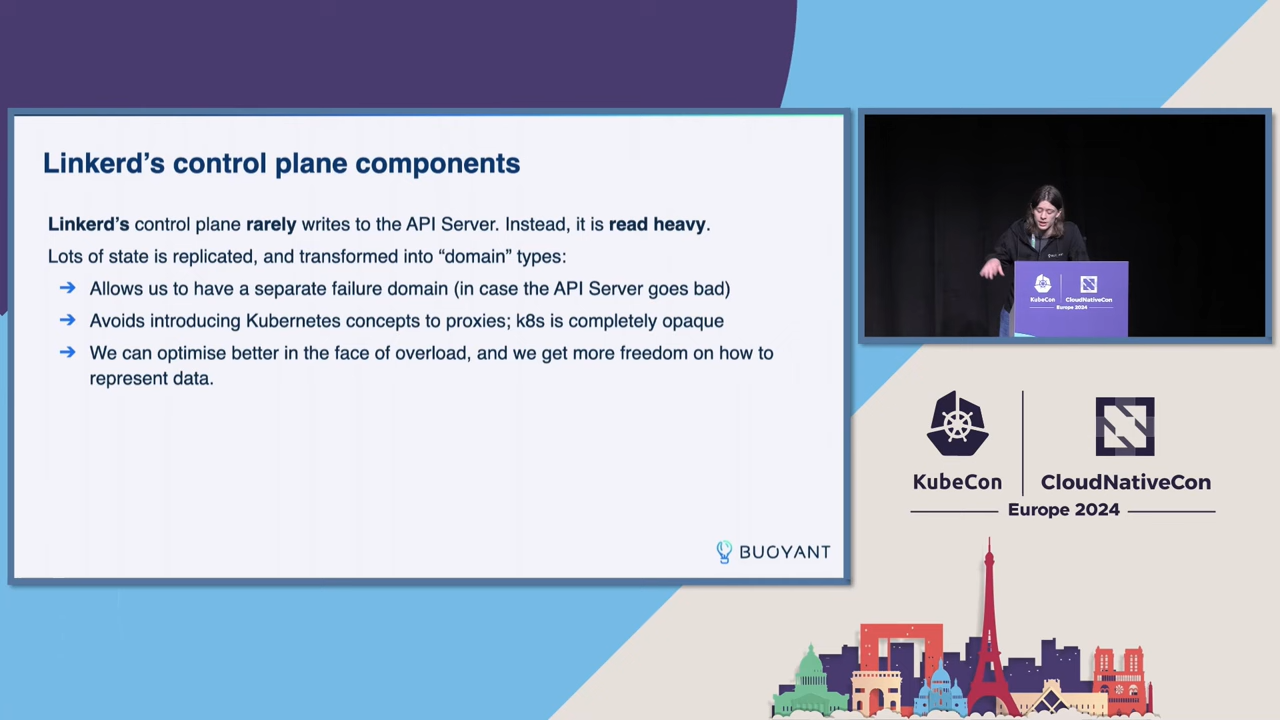 Linkerd's control plane components
Linkerd's control plane rarely writes to the API Server. Instead, it is read heavy.
Lots of state is replicated, and transformed into “domain” types:
➔ Allows us to have a separate failure domain (in case the API Server goes bad)
➔ Avoids introducing Kubernetes concepts to proxies; k8s is completely opaque
➔ We can optimise better in the face of overload, and we get more freedom on how to
represent data.
BUOYANT
KubeCon
CloudNativeCon
Europe 2024
KubeCon
CloudNativeCon
Europe 2024